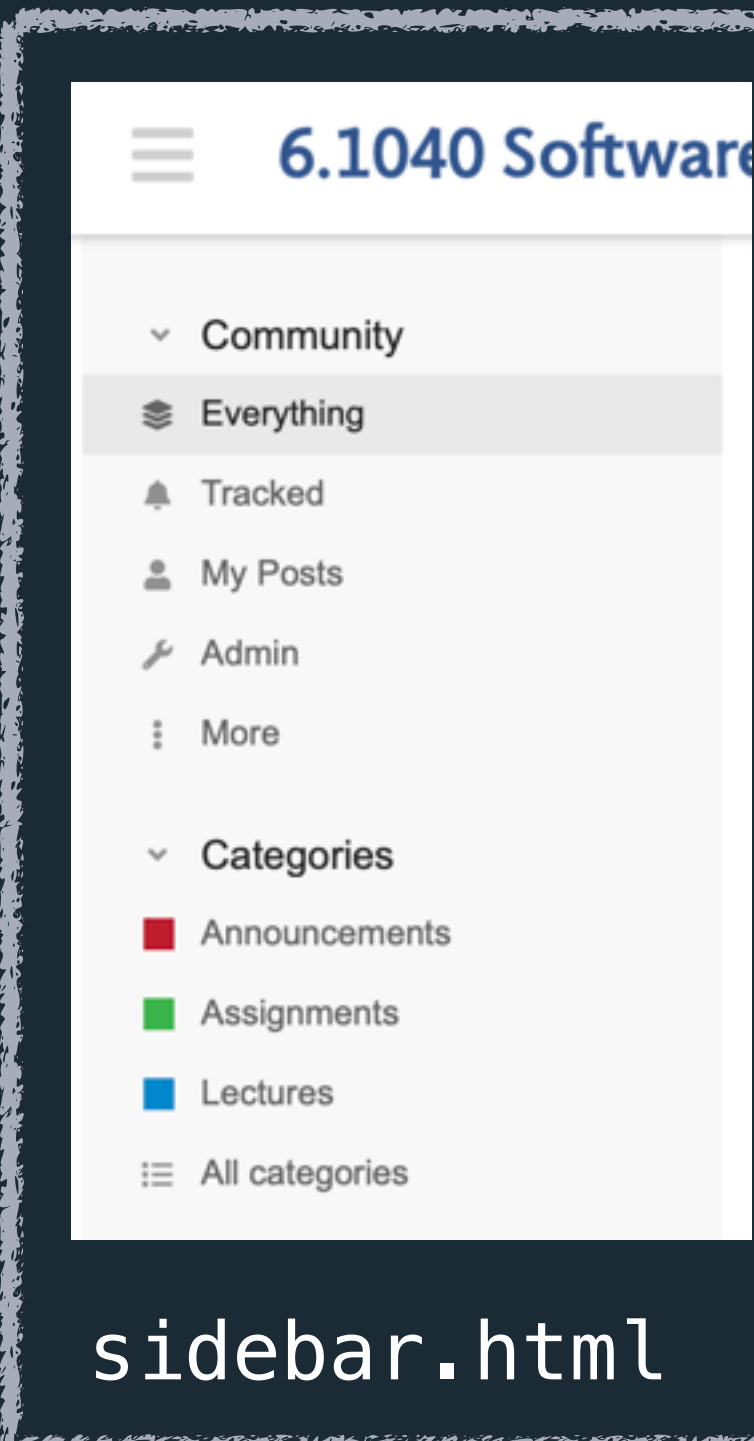 6.1040 Software
Community
Everything
Tracked
My Posts
Admin
More
Categories
Announcements
Assignments
Lectures
All categories
sidebar.html